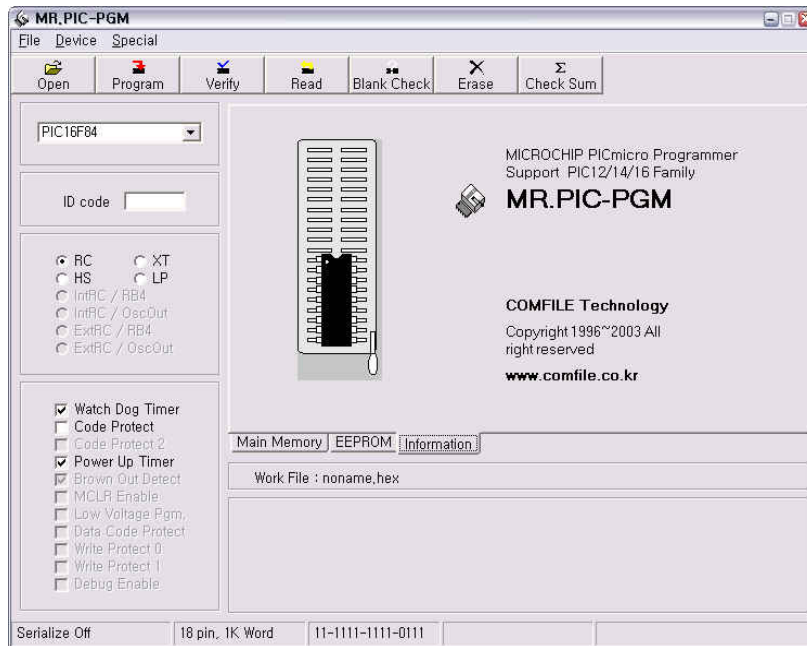 MR,PIC-PGM
File Device Special
Open Program Verify Read Blank Check Erase Σ Check Sum
PIC16F84
ID code
RC XT
HS LP
IntRC / RB4
IntRC / OscOut
ExtRC / RB4
ExtRC / OscOut
Watch Dog Timer
Code Protect
Code Protect 2
Power Up Timer
Brown Out Detect
MCLR Enable
Low Voltage Pgm,
Data Code Protect
Write Protect 0
Write Protect 1
Debug Enable
MICROCHIP PICmicro Programmer
Support PIC12/14/16 Family
MR.PIC-PGM
COMFILE Technology
Copyright 1996~2003 All
right reserved
www.comfile.co.kr
Main Memory EEPROM Information
Work File : noname,hex
Serialize Off 18 pin, 1K Word 11-1111-1111-0111